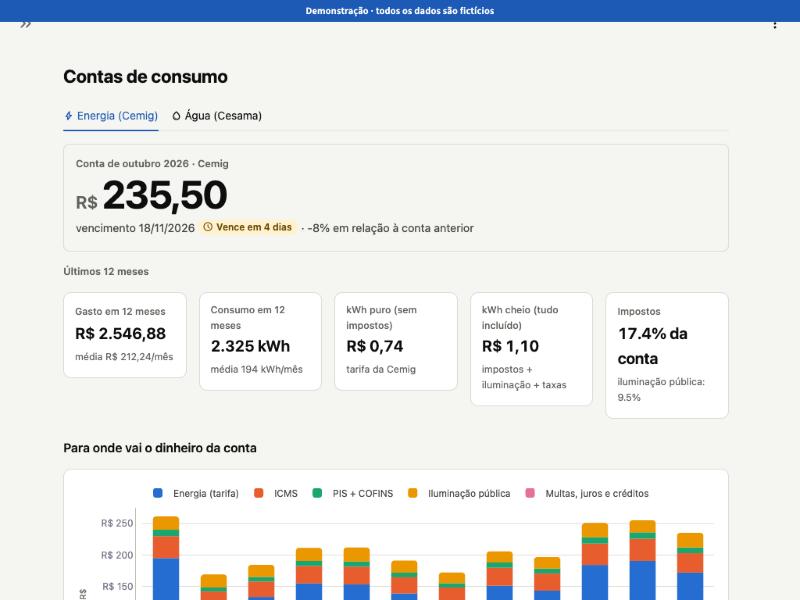 Demonstração · todos os dados são fictícios
Contas de consumo
Energia (Cemig)
Água (Cesama)
Conta de outubro 2026 · Cemig
R$ 235,50
vencimento 18/11/2026 Vence em 4 dias · -8% em relação à conta anterior
Últimos 12 meses
Gasto em 12 meses
R$ 2.546,88
média R$ 212,24/mês
Consumo em 12
meses
2.325 kWh
média 194 kWh/mês
kWh puro (sem
impostos)
R$ 0,74
tarifa da Cemig
kWh cheio (tudo
incluído)
R$ 1,10
impostos +
iluminação + taxas
Impostos
17.4% da
conta
iluminação pública:
9.5%
Para onde vai o dinheiro da conta
Energia (tarifa)
ICMS
PIS + COFINS
Iluminação pública
Multas, juros e créditos
R$ 250
R$ 200
R$ 150
R$